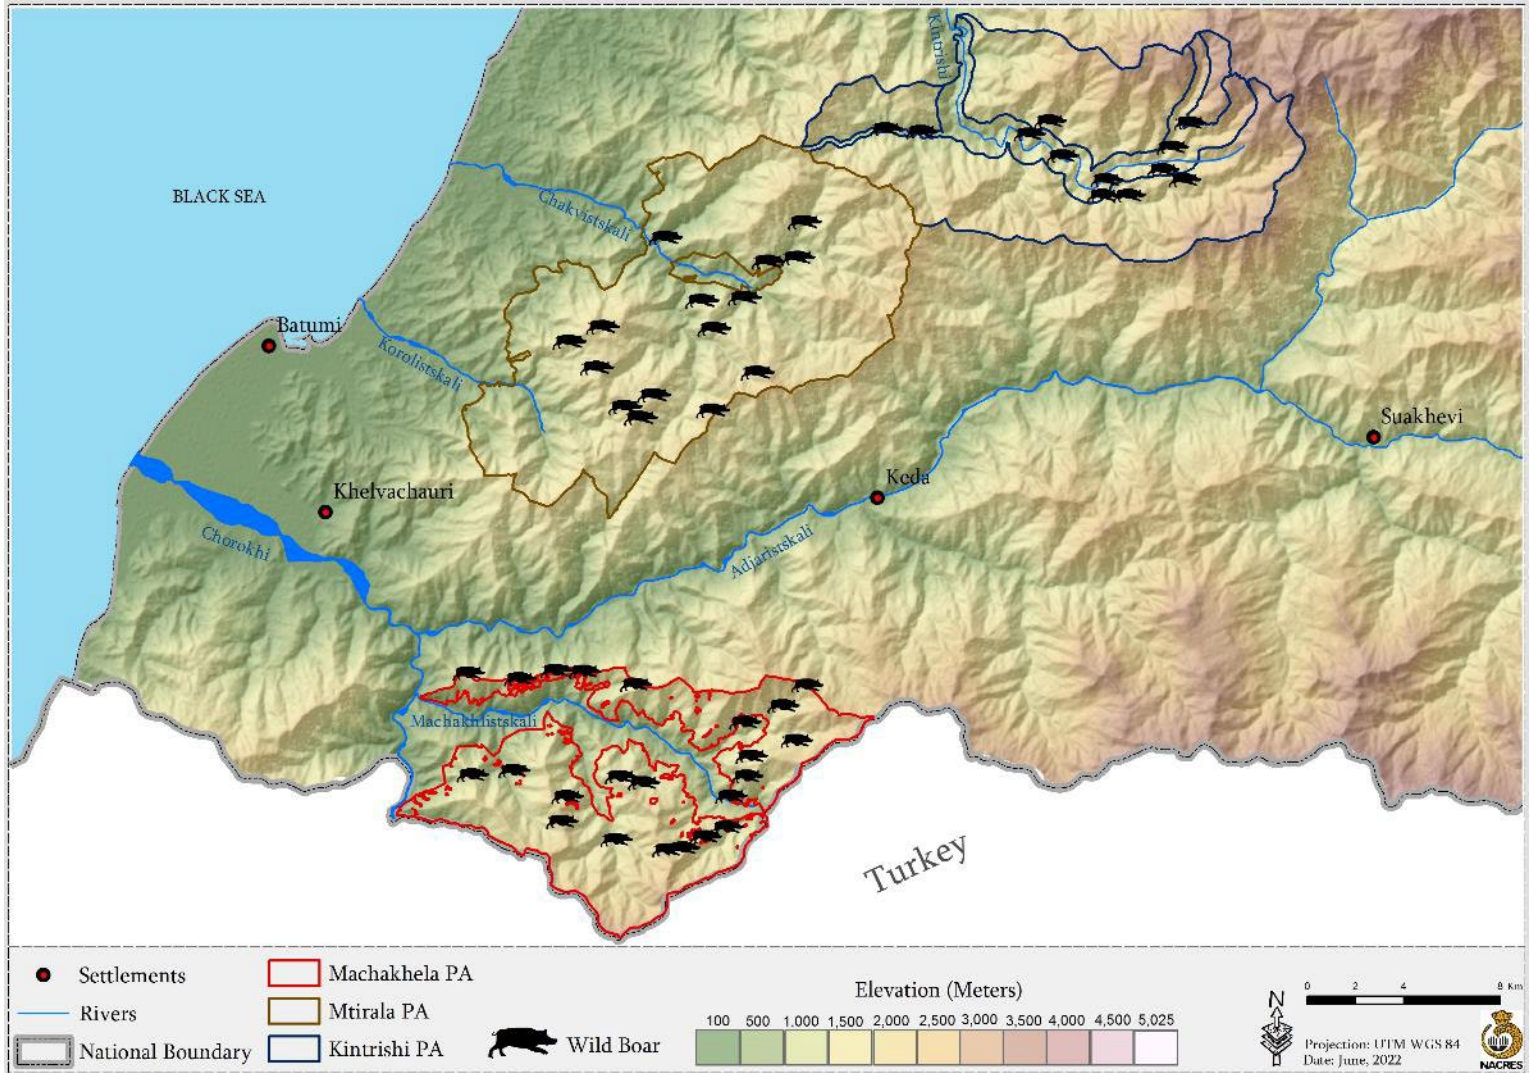 Kintrishi
BLACK SEA
Chakvistskali
Batumi
Korolistskali
Suakhevi
Keda
Khelvachauri
Chorokhi
Adjaristskali
Machakhlistskali
Turkey
Settlements
Rivers
National Boundary
Machakhela PA
Mtirala PA
Kintrishi PA
Wild Boar
Elevation (Meters)
100 500 1,000 1,500 2,000 2,500 3,000 3,500 4,000 4,500 5,025
N
0 2 4 8 Km
Projection: UTM WGS 84
Date: June, 2022
NACRES